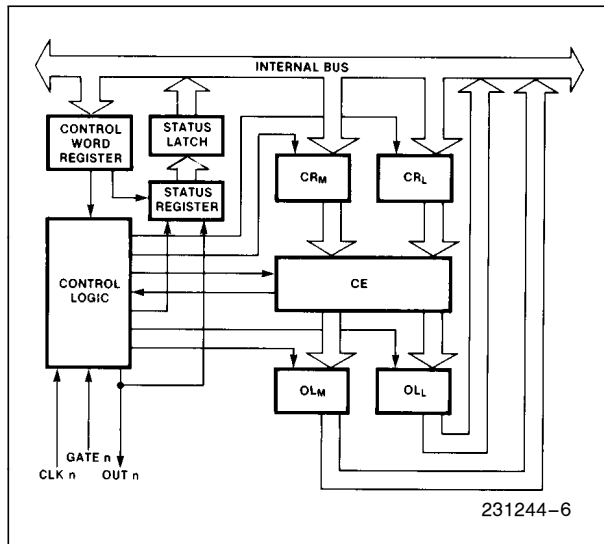 INTERNAL BUS
CONTROL
WORD
REGISTER
STATUS
LATCH
STATUS
REGISTER
CRM
CRL
CONTROL
LOGIC
CE
OLM
OLL
GATE n
CLK n
OUT n
231244–6